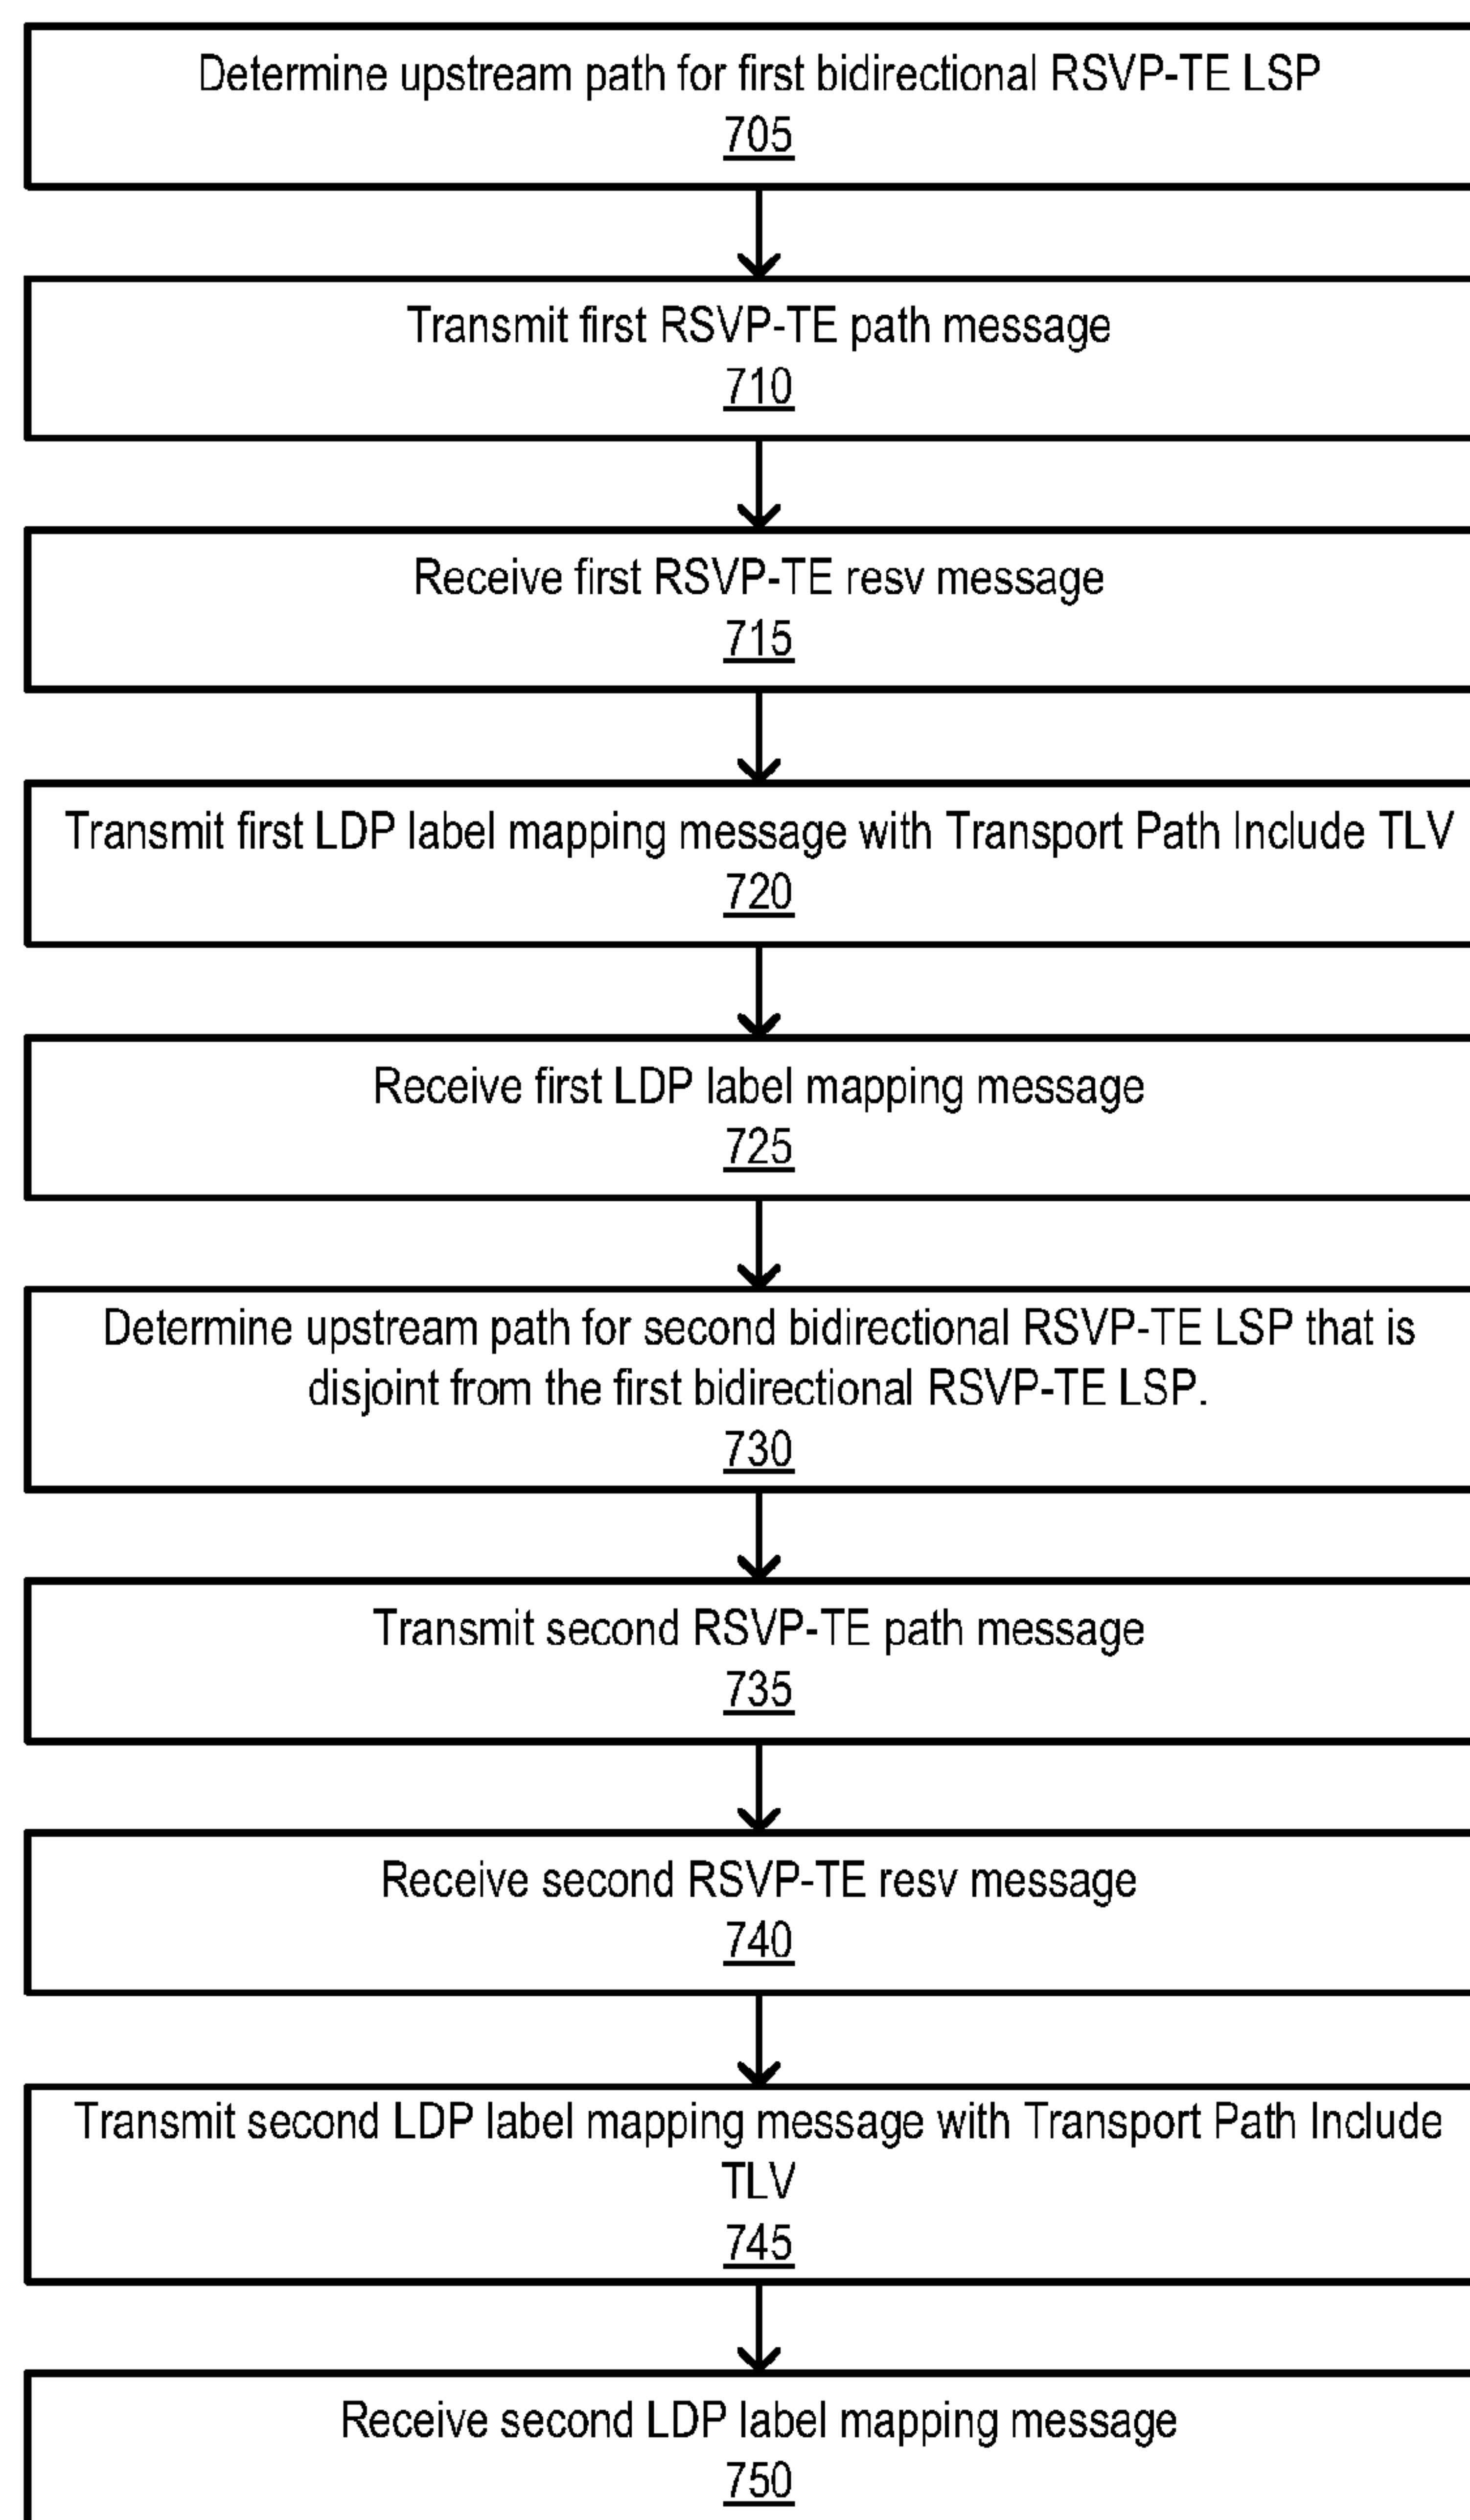 Determine upstream path for first bidirectional RSVP-TE LSP
705
Transmit first RSVP-TE path message
710
Receive first RSVP-TE resv message
715
Transmit first LDP label mapping message with Transport Path Include TLV
720
Receive first LDP label mapping message
725
Determine upstream path for second bidirectional RSVP-TE LSP that is
disjoint from the first bidirectional RSVP-TE LSP.
730
Transmit second RSVP-TE path message
735
Receive second RSVP-TE resv message
740
Transmit second LDP label mapping message with Transport Path Include
TLV
745
Receive second LDP label mapping message
750